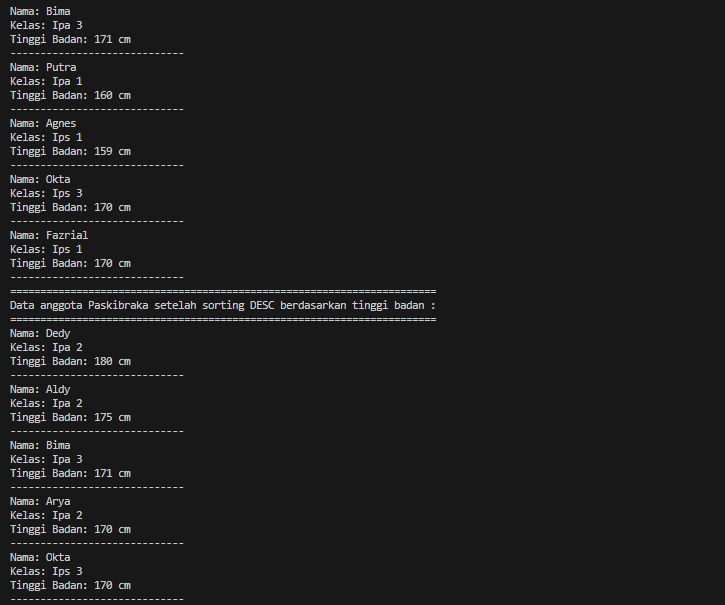 Nama: Bima
Kelas: Ipa 3
Tinggi Badan: 171 cm
-----------------------------
Nama: Putra
Kelas: Ipa 1
Tinggi Badan: 160 cm
-----------------------------
Nama: Agnes
Kelas: Ips 1
Tinggi Badan: 159 cm
-----------------------------
Nama: Okta
Kelas: Ips 3
Tinggi Badan: 170 cm
-----------------------------
Nama: Fazrial
Kelas: Ips 1
Tinggi Badan: 170 cm
-----------------------------
=======================================================================
Data anggota Paskibraka setelah sorting DESC berdasarkan tinggi badan :
=======================================================================
Nama: Dedy
Kelas: Ipa 2
Tinggi Badan: 180 cm
-----------------------------
Nama: Aldy
Kelas: Ipa 2
Tinggi Badan: 175 cm
-----------------------------
Nama: Bima
Kelas: Ipa 3
Tinggi Badan: 171 cm
-----------------------------
Nama: Arya
Kelas: Ipa 2
Tinggi Badan: 170 cm
-----------------------------
Nama: Okta
Kelas: Ips 3
Tinggi Badan: 170 cm
-----------------------------